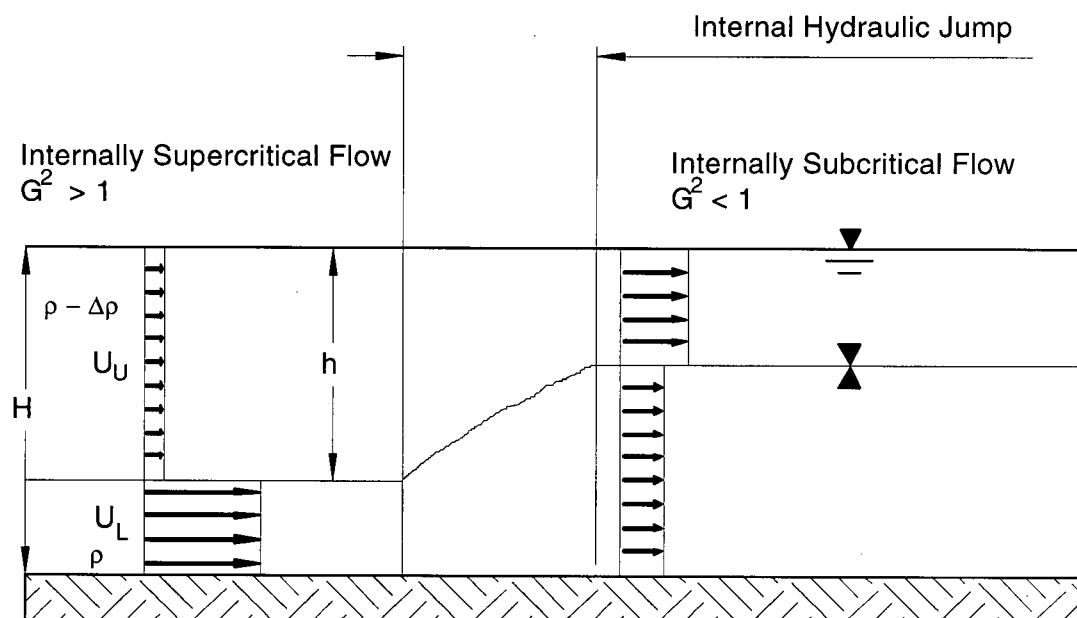 Internal Hydraulic Jump
Internally Supercritical Flow
G² > 1
Internally Subcritical Flow
G² < 1
ρ − Δρ
U_U
h
H
U_L
ρ